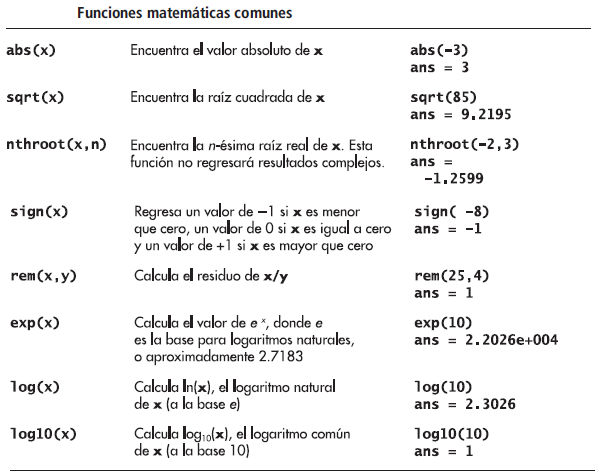 Funciones matemáticas comunes
abs(x) Encuentra el valor absoluto de x abs(-3)
ans = 3
sqrt(x) Encuentra la raíz cuadrada de x sqrt(85)
ans = 9.2195
nthroot(x,n) Encuentra la n-ésima raíz real de x. Esta nthroot(-2,3)
función no regresará resultados complejos. ans =
-1.2599
sign(x) Regresa un valor de −1 si x es menor sign( -8)
que cero, un valor de 0 si x es igual a cero ans = -1
y un valor de +1 si x es mayor que cero
rem(x,y) Calcula el residuo de x/y rem(25,4)
ans = 1
exp(x) Calcula el valor de eˣ, donde e exp(10)
es la base para logaritmos naturales, ans = 2.2026e+004
o aproximadamente 2.7183
log(x) Calcula ln(x), el logaritmo natural log(10)
de x (a la base e) ans = 2.3026
log10(x) Calcula log₁₀(x), el logaritmo común log10(10)
de x (a la base 10) ans = 1